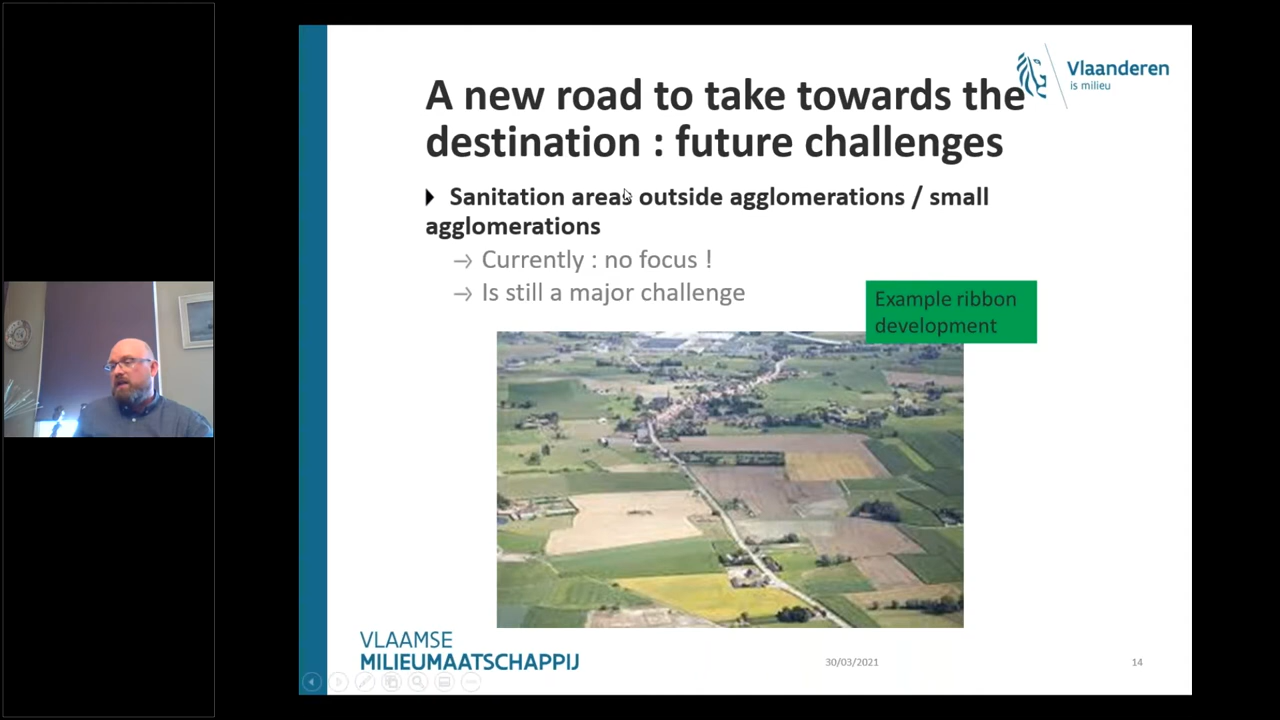 A new road to take towards the
destination : future challenges
Vlaanderen
is milieu
Sanitation areas outside agglomerations / small
agglomerations
→ Currently : no focus !
→ Is still a major challenge
Example ribbon
development
VLAAMSE
MILIEUMAATSCHAPPIJ
30/03/2021
14